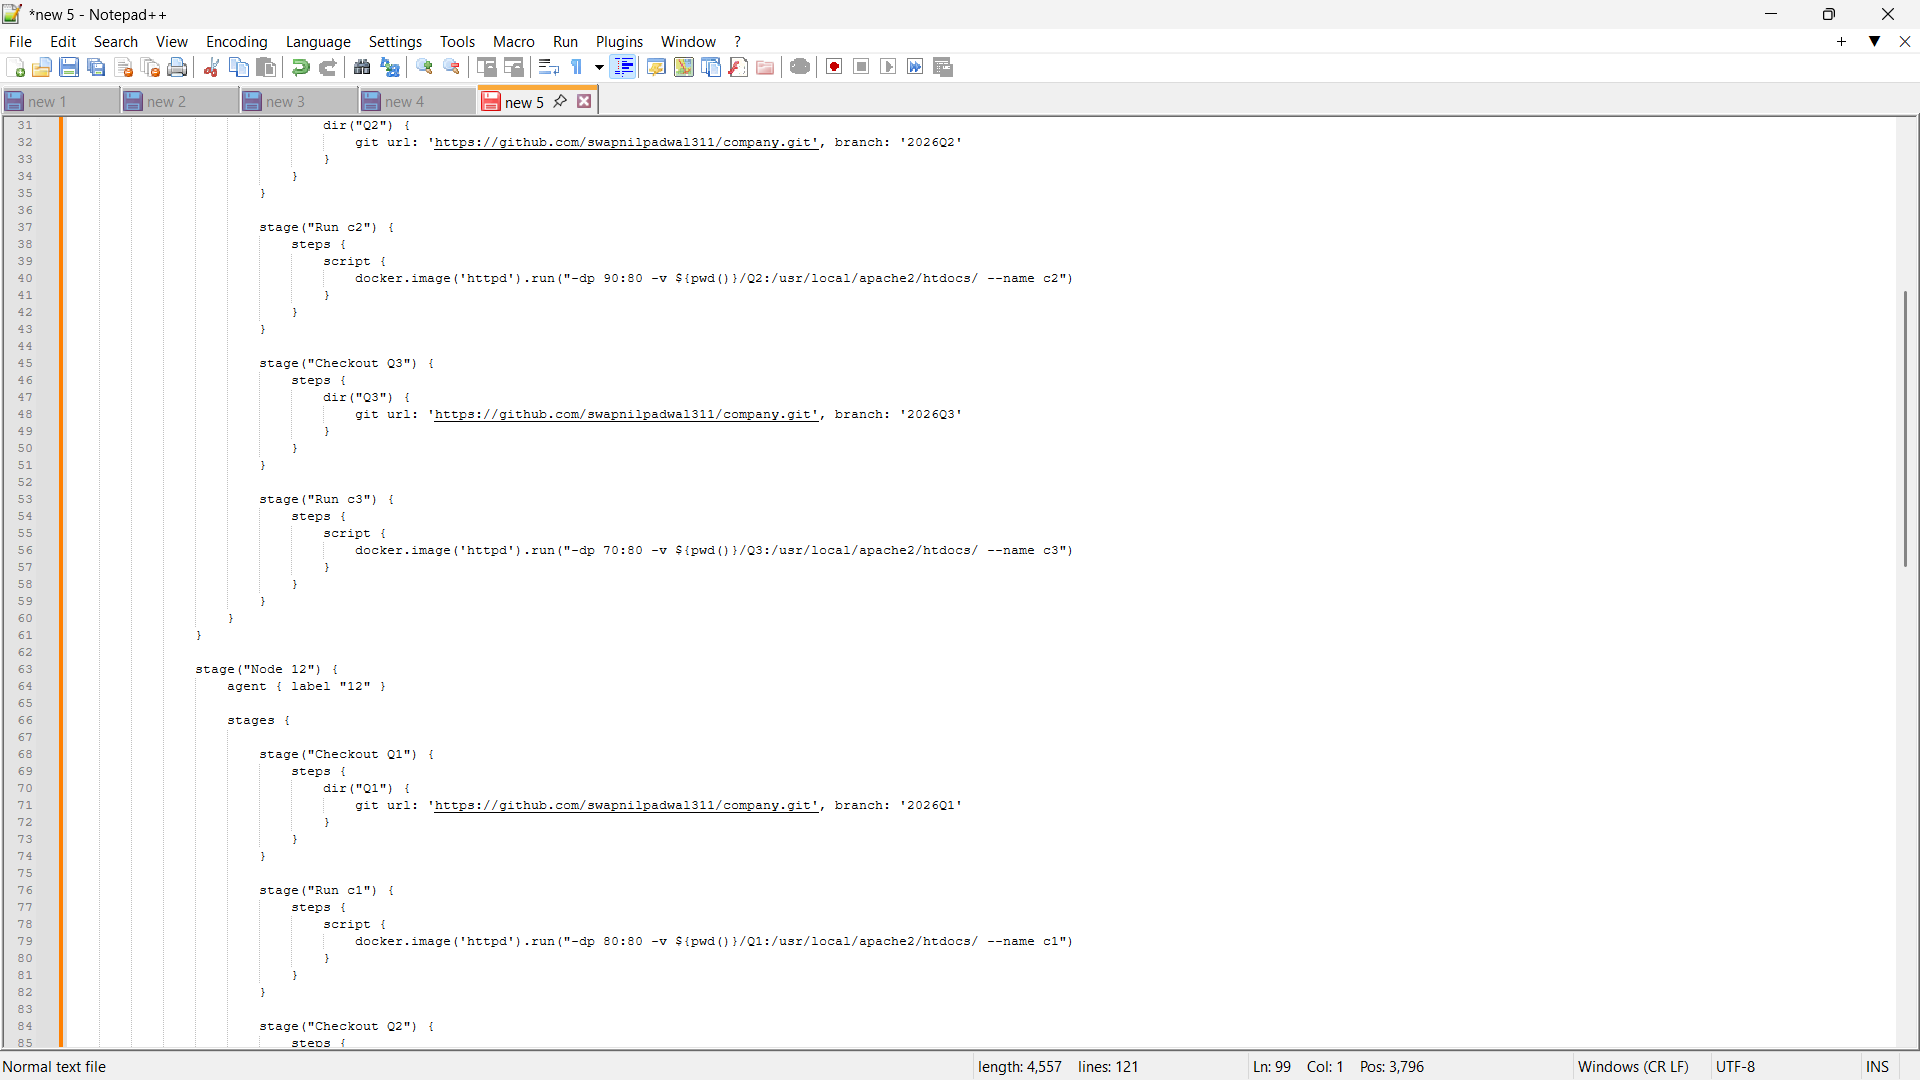 *new 5 - Notepad++
File Edit Search View Encoding Language Settings Tools Macro Run Plugins Window ?
new 1 new 2 new 3 new 4 new 5
31 dir("Q2") {
32 git url: 'https://github.com/swapnilpadwal311/company.git', branch: '2026Q2'
33 }
34 }
35 }
36
37 stage("Run c2") {
38 steps {
39 script {
40 docker.image('httpd').run("-dp 90:80 -v ${pwd()}/Q2:/usr/local/apache2/htdocs/ --name c2")
41 }
42 }
43 }
44
45 stage("Checkout Q3") {
46 steps {
47 dir("Q3") {
48 git url: 'https://github.com/swapnilpadwal311/company.git', branch: '2026Q3'
49 }
50 }
51 }
52
53 stage("Run c3") {
54 steps {
55 script {
56 docker.image('httpd').run("-dp 70:80 -v ${pwd()}/Q3:/usr/local/apache2/htdocs/ --name c3")
57 }
58 }
59 }
60 }
61 }
62
63 stage("Node 12") {
64 agent { label "12" }
65
66 stages {
67
68 stage("Checkout Q1") {
69 steps {
70 dir("Q1") {
71 git url: 'https://github.com/swapnilpadwal311/company.git', branch: '2026Q1'
72 }
73 }
74 }
75
76 stage("Run c1") {
77 steps {
78 script {
79 docker.image('httpd').run("-dp 80:80 -v ${pwd()}/Q1:/usr/local/apache2/htdocs/ --name c1")
80 }
81 }
82 }
83
84 stage("Checkout Q2") {
85 steps {
Normal text file length: 4,557 lines: 121 Ln: 99 Col: 1 Pos: 3,796 Windows (CR LF) UTF-8 INS